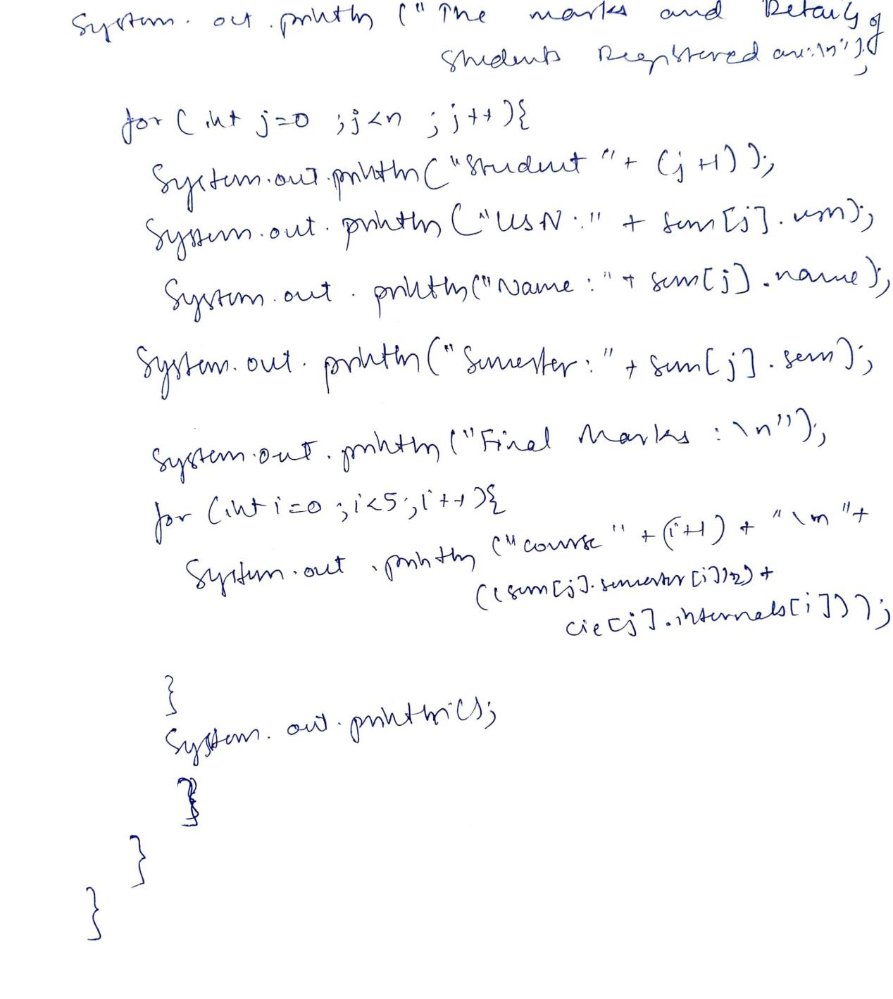 System.out.println ("The marks and Details of
students Registered are:\n");
for (int j=0 ;j<n ; j++){
System.out.println("Student "+ (j+1));
System.out.println ("USN:" + sem[j].usn);
System.out.println("Name :"+ sem[j].name);
System.out.println("Semester:"+ sem[j].sem);
System.out.println ("Final Marks : \n");
for (int i=0 ;i<5;i++){
System.out.println ("course" +(i+1) + "\n"+
((sem[j].semester[i]/2)+
cie[j].internals[i]));
}
System.out.println();
}
}
}